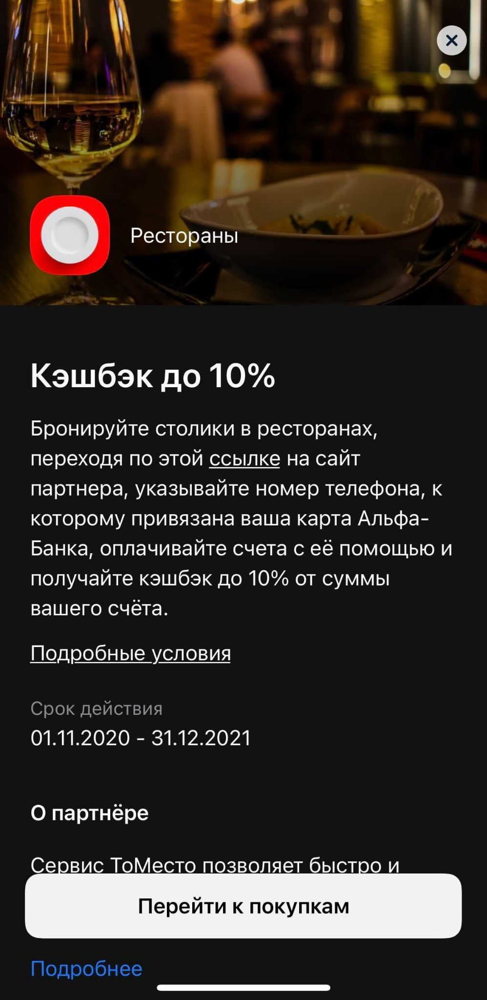 Рестораны
Кэшбэк до 10%
Бронируйте столики в ресторанах,
переходя по этой ссылке на сайт
партнера, указывайте номер телефона, к
которому привязана ваша карта Альфа-
Банка, оплачивайте счета с её помощью и
получайте кэшбэк до 10% от суммы
вашего счёта.
Подробные условия
Срок действия
01.11.2020 - 31.12.2021
О партнёре
Сервис ТоМесто позволяет быстро и
Перейти к покупкам
Подробнее